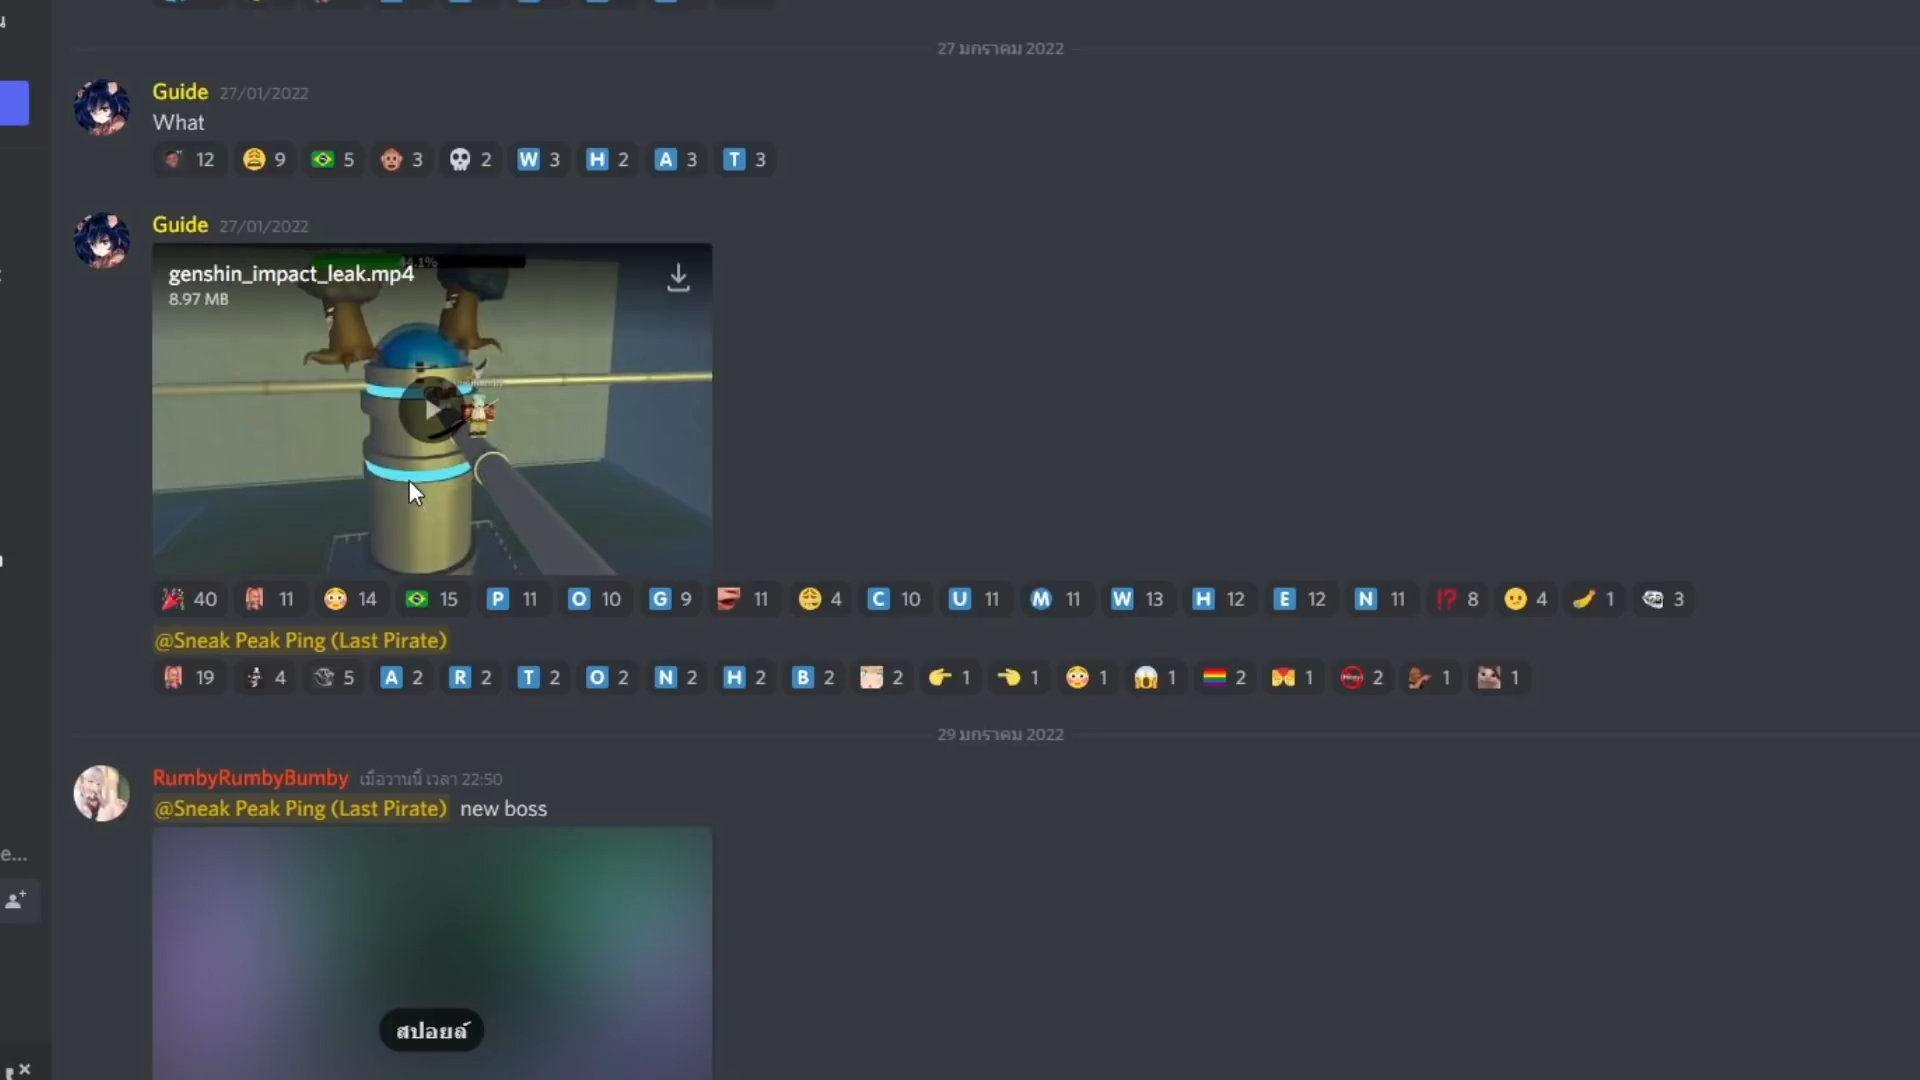 27 มกราคม 2022
Guide 27/01/2022
What
12 9 5 3 2 W 3 H 2 A 3 T 3
Guide 27/01/2022
44.1%
genshin_impact_leak.mp4
8.97 MB
40 11 14 15 P 11 O 10 G 9 11 4 C 10 U 11 M 11 W 13 H 12 E 12 N 11 !? 8 4 1 3
@Sneak Peak Ping (Last Pirate)
19 4 5 A 2 R 2 T 2 O 2 N 2 H 2 B 2 2 1 1 1 1 2 1 2 1 1
29 มกราคม 2022
RumbyRumbyBumby เมื่อวานนี้ เวลา 22:50
@Sneak Peak Ping (Last Pirate) new boss
e...
สปอยล์